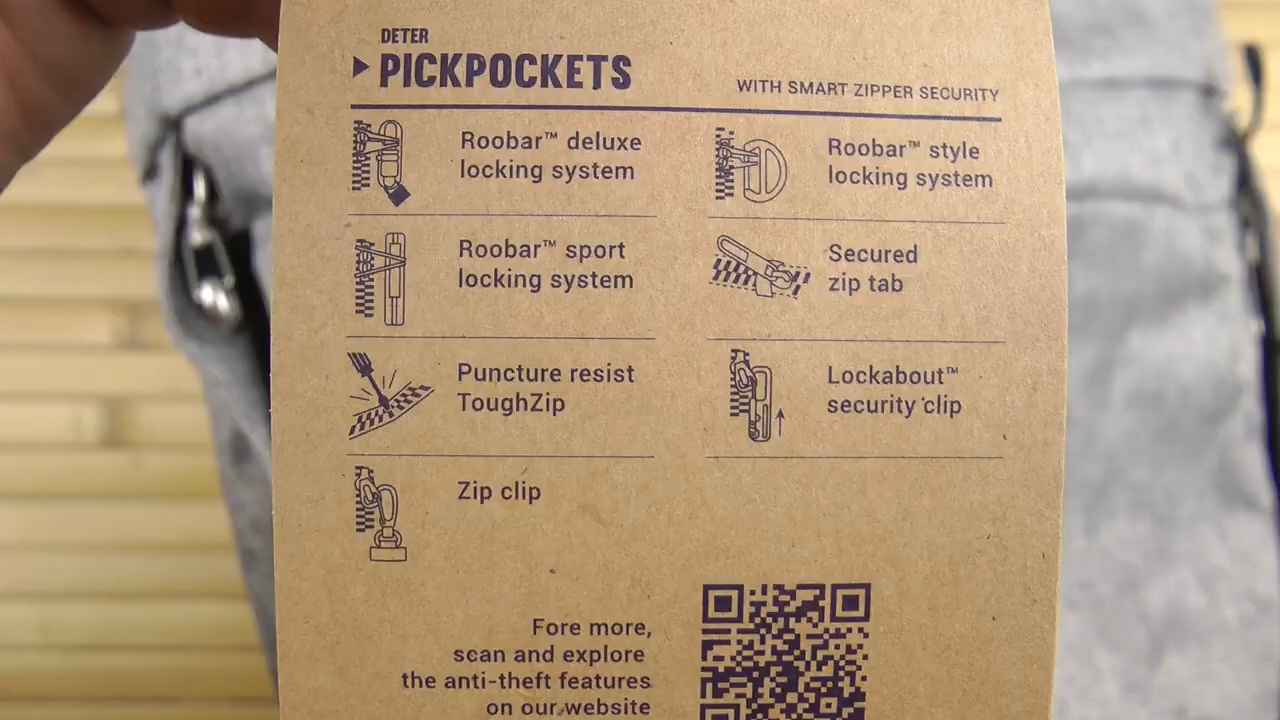 DETER
PICKPOCKETS
WITH SMART ZIPPER SECURITY
Roobar™ deluxe
locking system
Roobar™ style
locking system
Roobar™ sport
locking system
Secured
zip tab
Puncture resist
ToughZip
Lockabout™
security clip
Zip clip
Fore more,
scan and explore
the anti-theft features
on our website